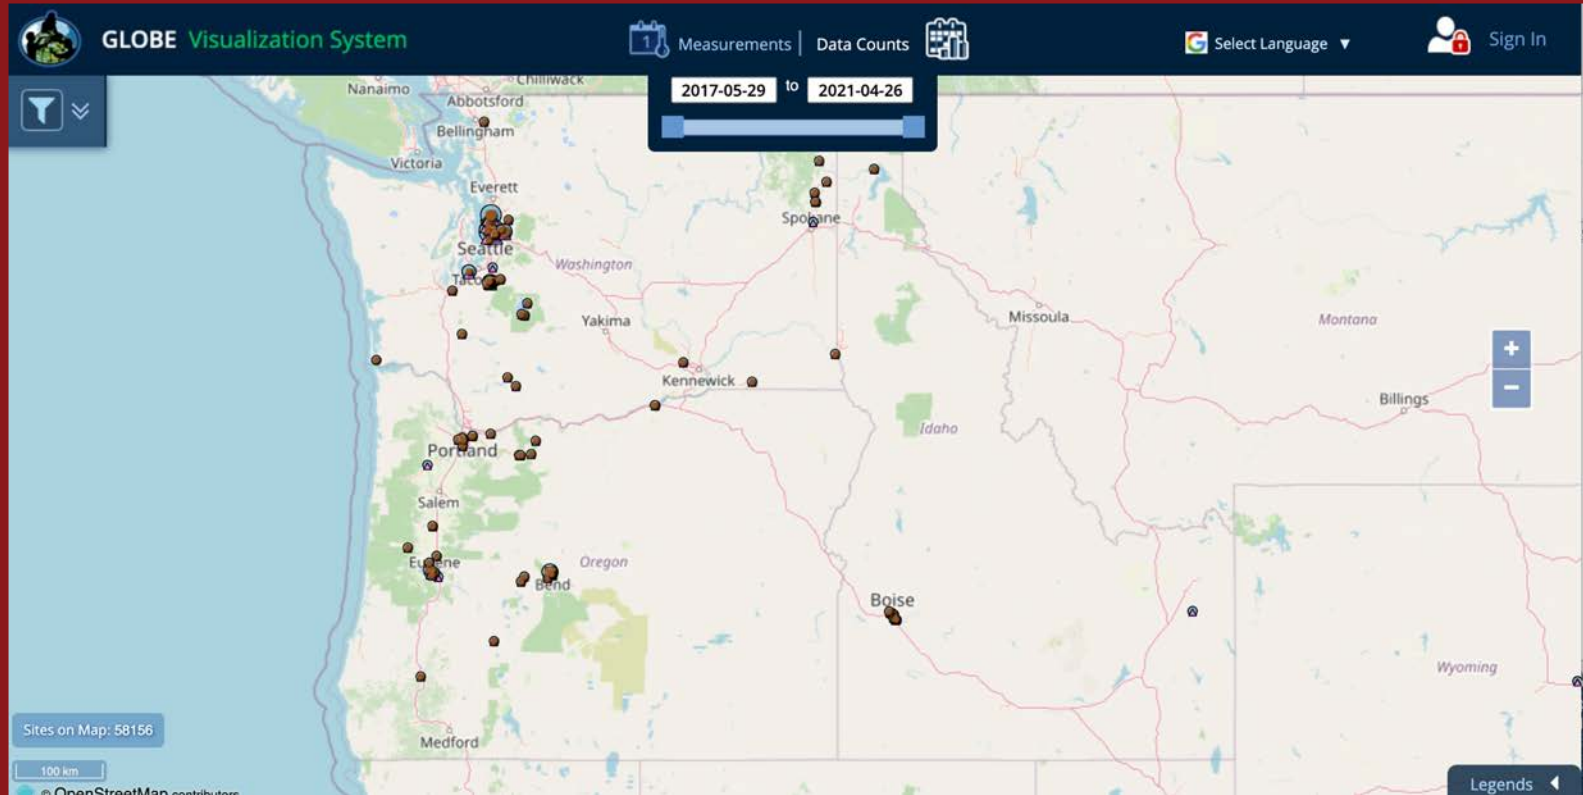 GLOBE Visualization System
1
Measurements | Data Counts
Select Language ▼
Sign In
2017-05-29 to 2021-04-26
Nanaimo
Chilliwack
Abbotsford
Bellingham
Victoria
Everett
Spokane
Seattle
Washington
Yakima
Missoula
Montana
+
−
Kennewick
Billings
Idaho
Portland
Salem
Eugene
Oregon
Bend
Boise
Wyoming
Sites on Map: 58156
Medford
100 km
© OpenStreetMap contributors
Legends